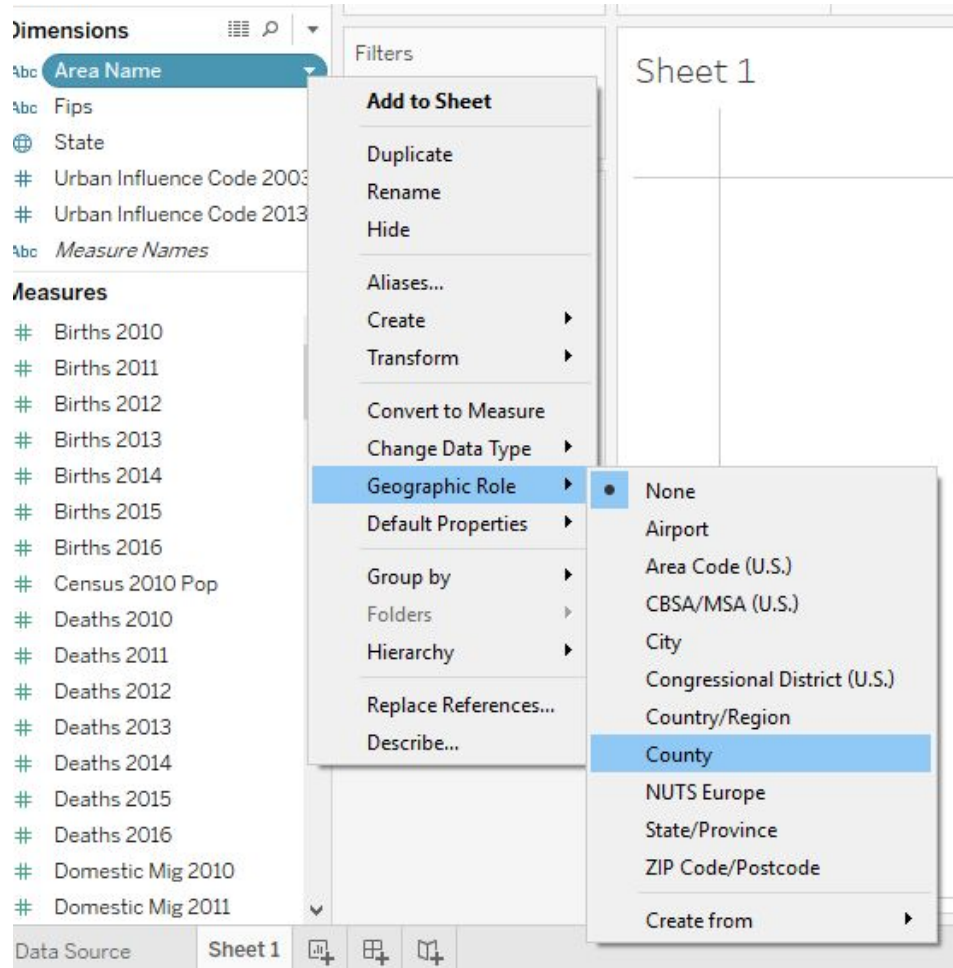 Dimensions
Abc Area Name
Abc Fips
State
# Urban Influence Code 2003
# Urban Influence Code 2013
Abc Measure Names
Measures
# Births 2010
# Births 2011
# Births 2012
# Births 2013
# Births 2014
# Births 2015
# Births 2016
# Census 2010 Pop
# Deaths 2010
# Deaths 2011
# Deaths 2012
# Deaths 2013
# Deaths 2014
# Deaths 2015
# Deaths 2016
# Domestic Mig 2010
# Domestic Mig 2011
Filters
Sheet 1
Add to Sheet
Duplicate
Rename
Hide
Aliases...
Create
Transform
Convert to Measure
Change Data Type
Geographic Role
Default Properties
Group by
Folders
Hierarchy
Replace References...
Describe...
None
Airport
Area Code (U.S.)
CBSA/MSA (U.S.)
City
Congressional District (U.S.)
Country/Region
County
NUTS Europe
State/Province
ZIP Code/Postcode
Create from
Data Source Sheet 1